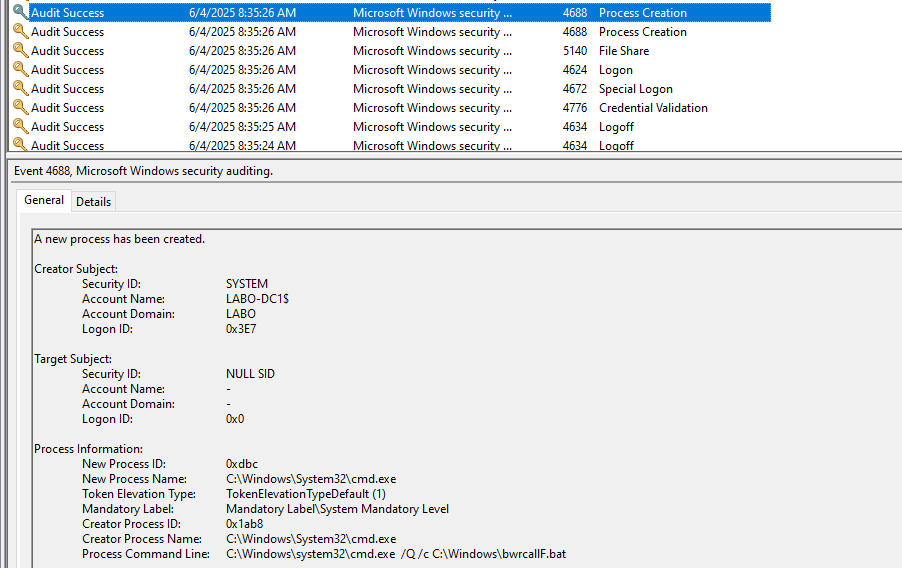 Audit Success 6/4/2025 8:35:26 AM Microsoft Windows security ... 4688 Process Creation
Audit Success 6/4/2025 8:35:26 AM Microsoft Windows security ... 4688 Process Creation
Audit Success 6/4/2025 8:35:26 AM Microsoft Windows security ... 5140 File Share
Audit Success 6/4/2025 8:35:26 AM Microsoft Windows security ... 4624 Logon
Audit Success 6/4/2025 8:35:26 AM Microsoft Windows security ... 4672 Special Logon
Audit Success 6/4/2025 8:35:26 AM Microsoft Windows security ... 4776 Credential Validation
Audit Success 6/4/2025 8:35:25 AM Microsoft Windows security ... 4634 Logoff
Audit Success 6/4/2025 8:35:24 AM Microsoft Windows security ... 4634 Logoff
Event 4688, Microsoft Windows security auditing.
General Details
A new process has been created.
Creator Subject:
Security ID: SYSTEM
Account Name: LABO-DC1$
Account Domain: LABO
Logon ID: 0x3E7
Target Subject:
Security ID: NULL SID
Account Name: -
Account Domain: -
Logon ID: 0x0
Process Information:
New Process ID: 0xdbc
New Process Name: C:\Windows\System32\cmd.exe
Token Elevation Type: TokenElevationTypeDefault (1)
Mandatory Label: Mandatory Label\System Mandatory Level
Creator Process ID: 0x1ab8
Creator Process Name: C:\Windows\System32\cmd.exe
Process Command Line: C:\Windows\system32\cmd.exe /Q /c C:\Windows\bwrcallF.bat